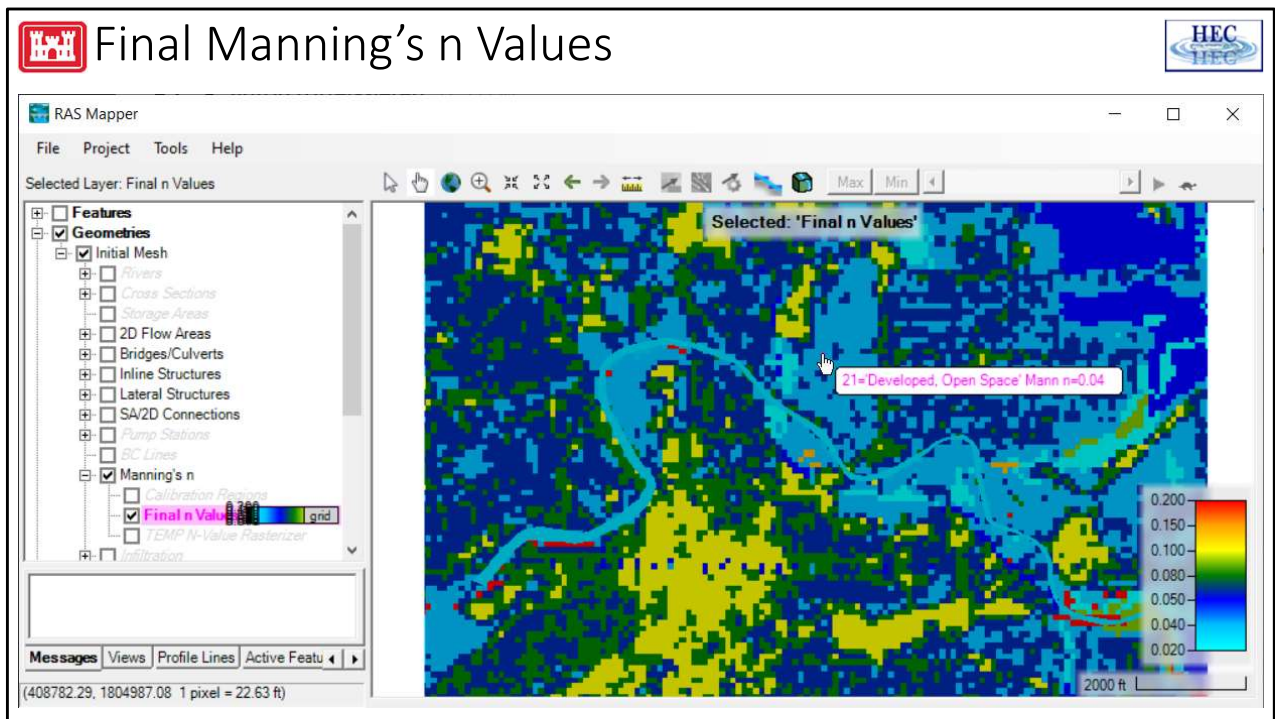 Final Manning's n Values
HEC
HEC
RAS Mapper
File Project Tools Help
Selected Layer: Final n Values
Max Min
Features
Geometries
Initial Mesh
Rivers
Cross Sections
Storage Areas
2D Flow Areas
Bridges/Culverts
Inline Structures
Lateral Structures
SA/2D Connections
Pump Stations
BC Lines
Manning's n
Calibration Regions
Final n Valu grid
TEMP N-Value Rasterizer
Infiltration
Messages Views Profile Lines Active Featu
(408782.29, 1804987.08 1 pixel = 22.63 ft)
Selected: 'Final n Values'
21='Developed, Open Space' Mann n=0.04
0.200
0.150
0.100
0.080
0.050
0.040
0.020
2000 ft